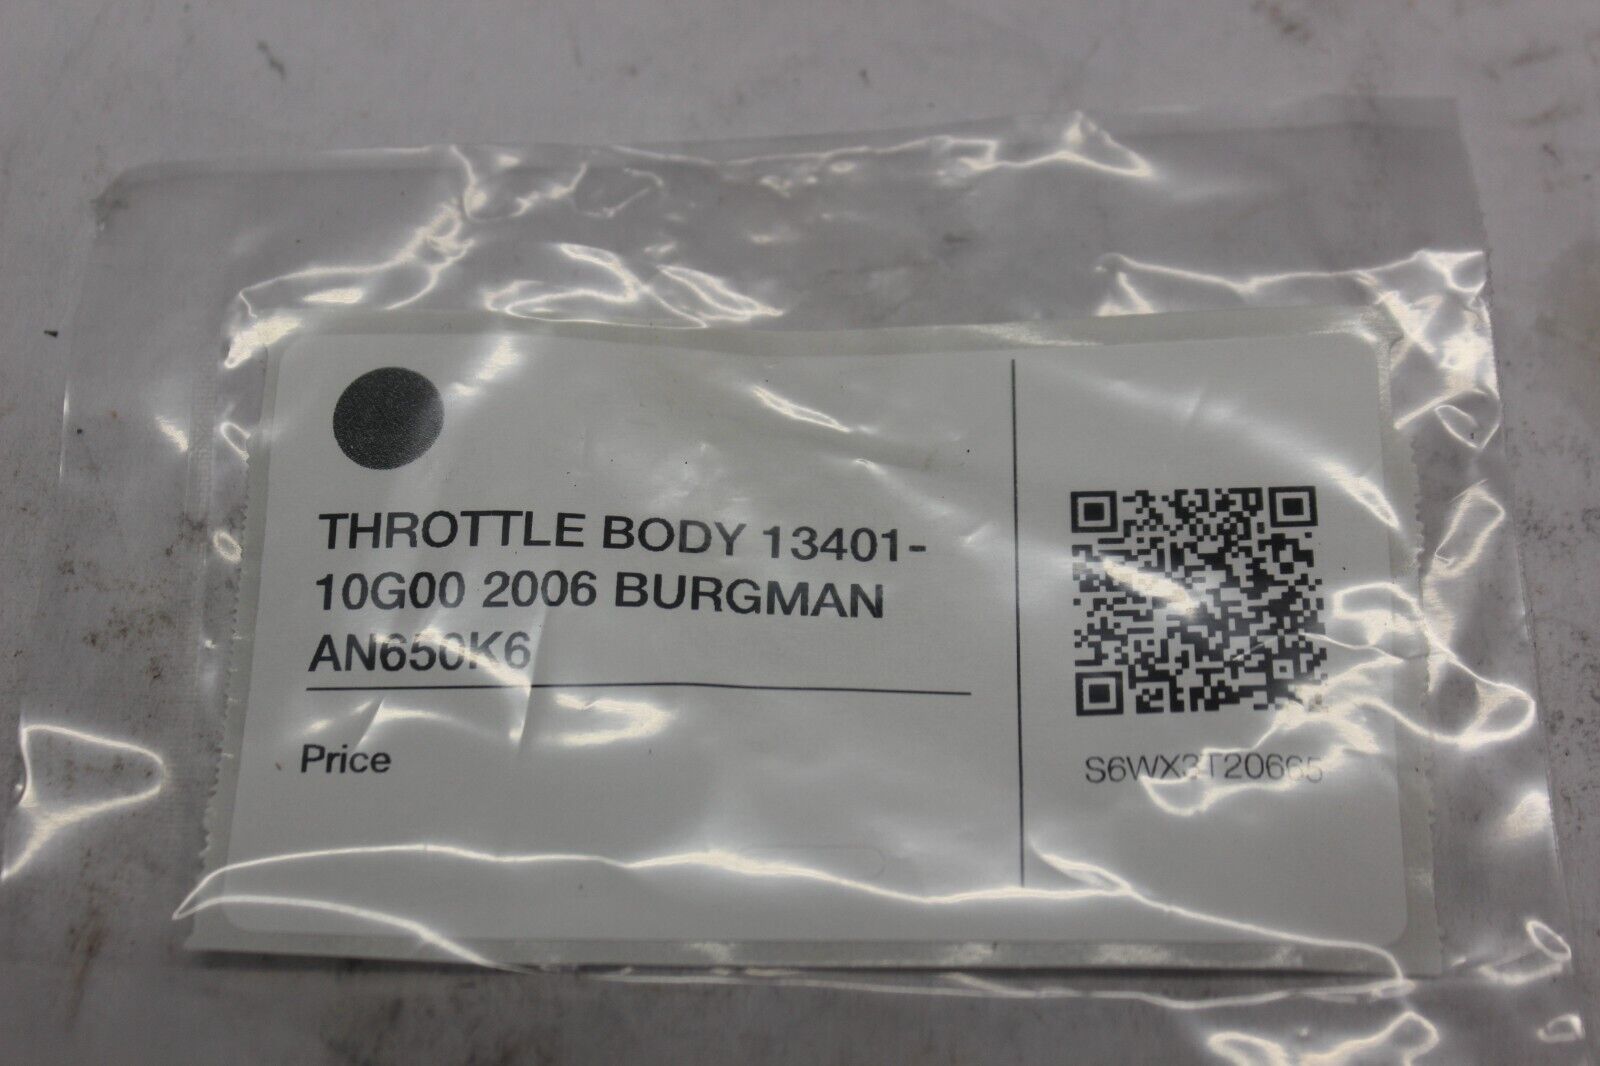 THROTTLE BODY 13401-
10G00 2006 BURGMAN
AN650K6
Price
S6WX3T20665